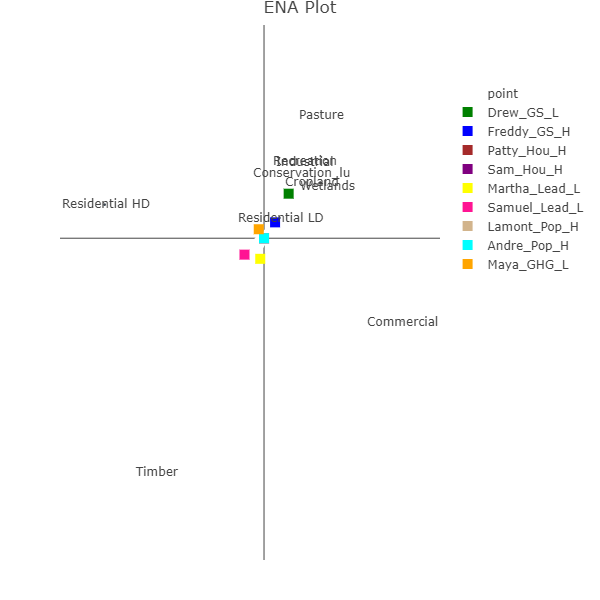 ENA Plot
point
Drew_GS_L
Freddy_GS_H
Patty_Hou_H
Sam_Hou_H
Martha_Lead_L
Samuel_Lead_L
Lamont_Pop_H
Andre_Pop_H
Maya_GHG_L
Pasture
Recreation
Industrial
Conservation_lu
Cropland
Wetlands
Residential HD
Residential LD
Commercial
Timber